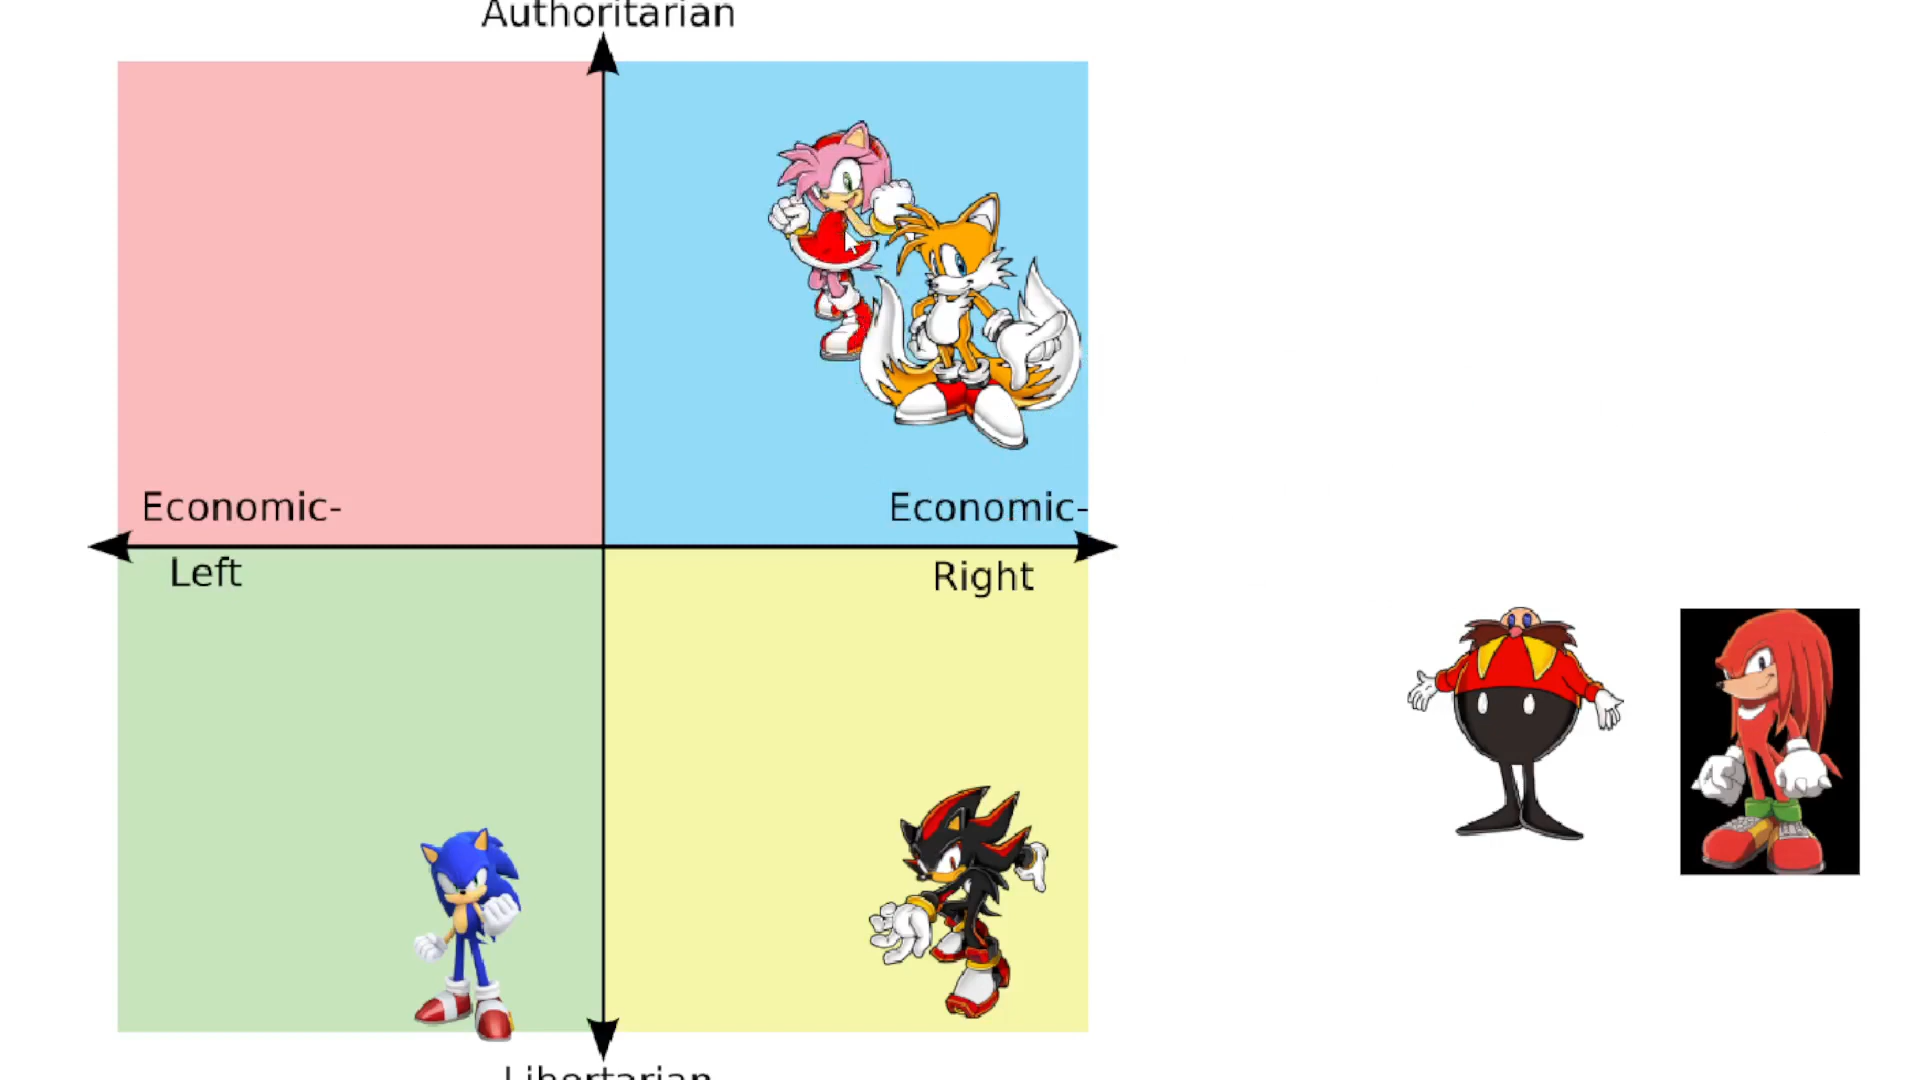 Authoritarian
Economic-
Left
Economic-
Right
Libertarian